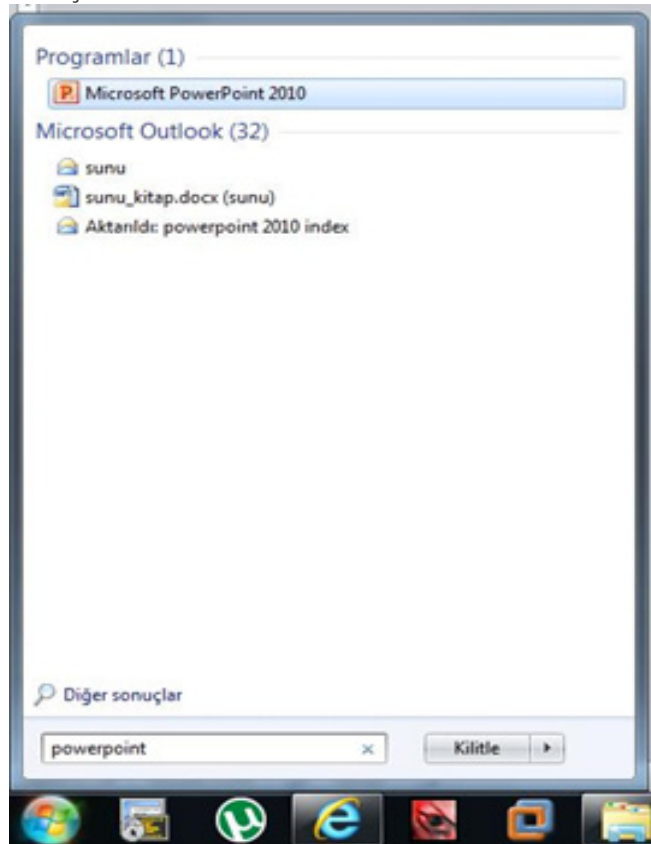 Programlar (1)
Microsoft PowerPoint 2010
Microsoft Outlook (32)
sunu
sunu_kitap.docx (sunu)
Aktarıldı: powerpoint 2010 index
Diğer sonuçlar
powerpoint
Kilitle